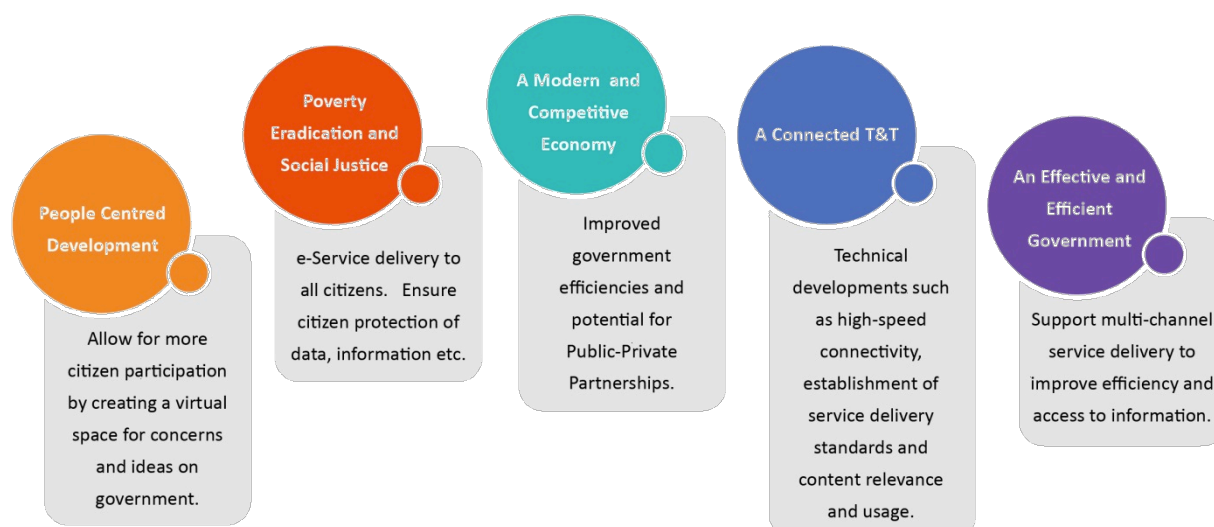 People Centred
Development
Allow for more
citizen participation
by creating a virtual
space for concerns
and ideas on
government.
Poverty
Eradication and
Social Justice
e-Service delivery to
all citizens. Ensure
citizen protection of
data, information etc.
A Modern and
Competitive
Economy
Improved
government
efficiencies and
potential for
Public-Private
Partnerships.
A Connected T&T
Technical
developments such
as high-speed
connectivity,
establishment of
service delivery
standards and
content relevance
and usage.
An Effective and
Efficient
Government
Support multi-channel
service delivery to
improve efficiency and
access to information.